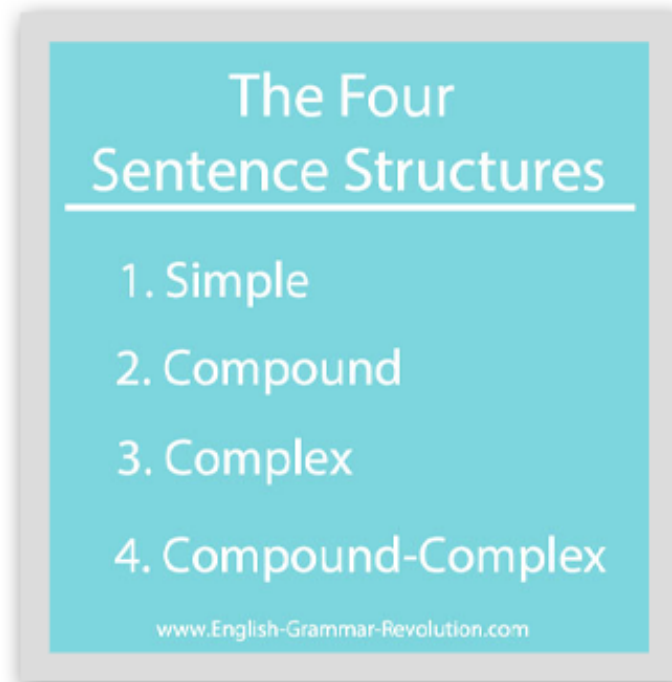 The Four
Sentence Structures
1. Simple
2. Compound
3. Complex
4. Compound-Complex
www.English-Grammar-Revolution.com